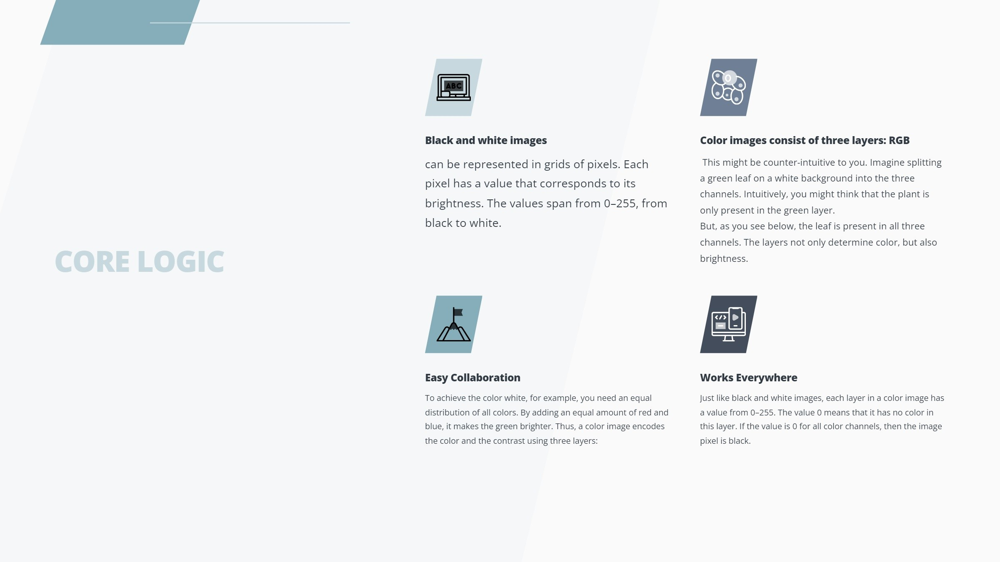 CORE LOGIC
ABC
Black and white images
can be represented in grids of pixels. Each
pixel has a value that corresponds to its
brightness. The values span from 0–255, from
black to white.
Color images consist of three layers: RGB
This might be counter-intuitive to you. Imagine splitting
a green leaf on a white background into the three
channels. Intuitively, you might think that the plant is
only present in the green layer.
But, as you see below, the leaf is present in all three
channels. The layers not only determine color, but also
brightness.
Easy Collaboration
To achieve the color white, for example, you need an equal
distribution of all colors. By adding an equal amount of red and
blue, it makes the green brighter. Thus, a color image encodes
the color and the contrast using three layers:
</>
Works Everywhere
Just like black and white images, each layer in a color image has
a value from 0–255. The value 0 means that it has no color in
this layer. If the value is 0 for all color channels, then the image
pixel is black.